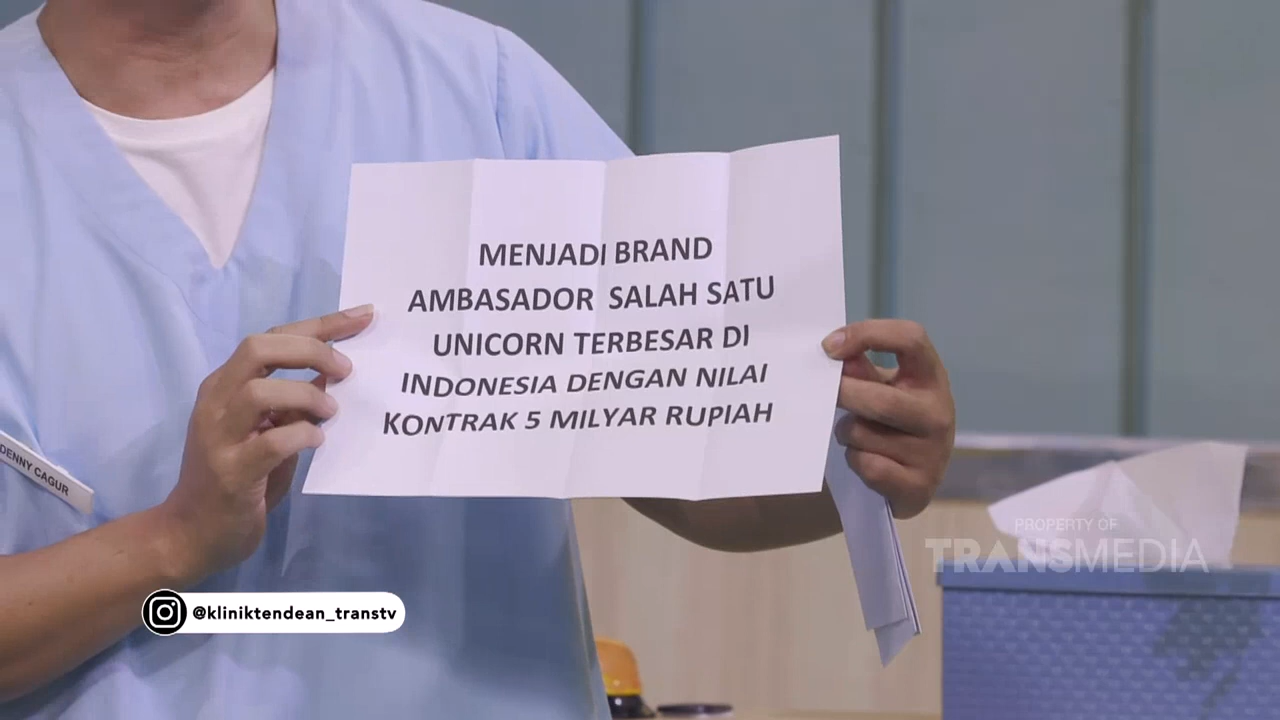 MENJADI BRAND
AMBASADOR SALAH SATU
UNICORN TERBESAR DI
INDONESIA DENGAN NILAI
KONTRAK 5 MILYAR RUPIAH
DENNY CAGUR
PROPERTY OF
TRANSMEDIA
@kliniktendean_transtv